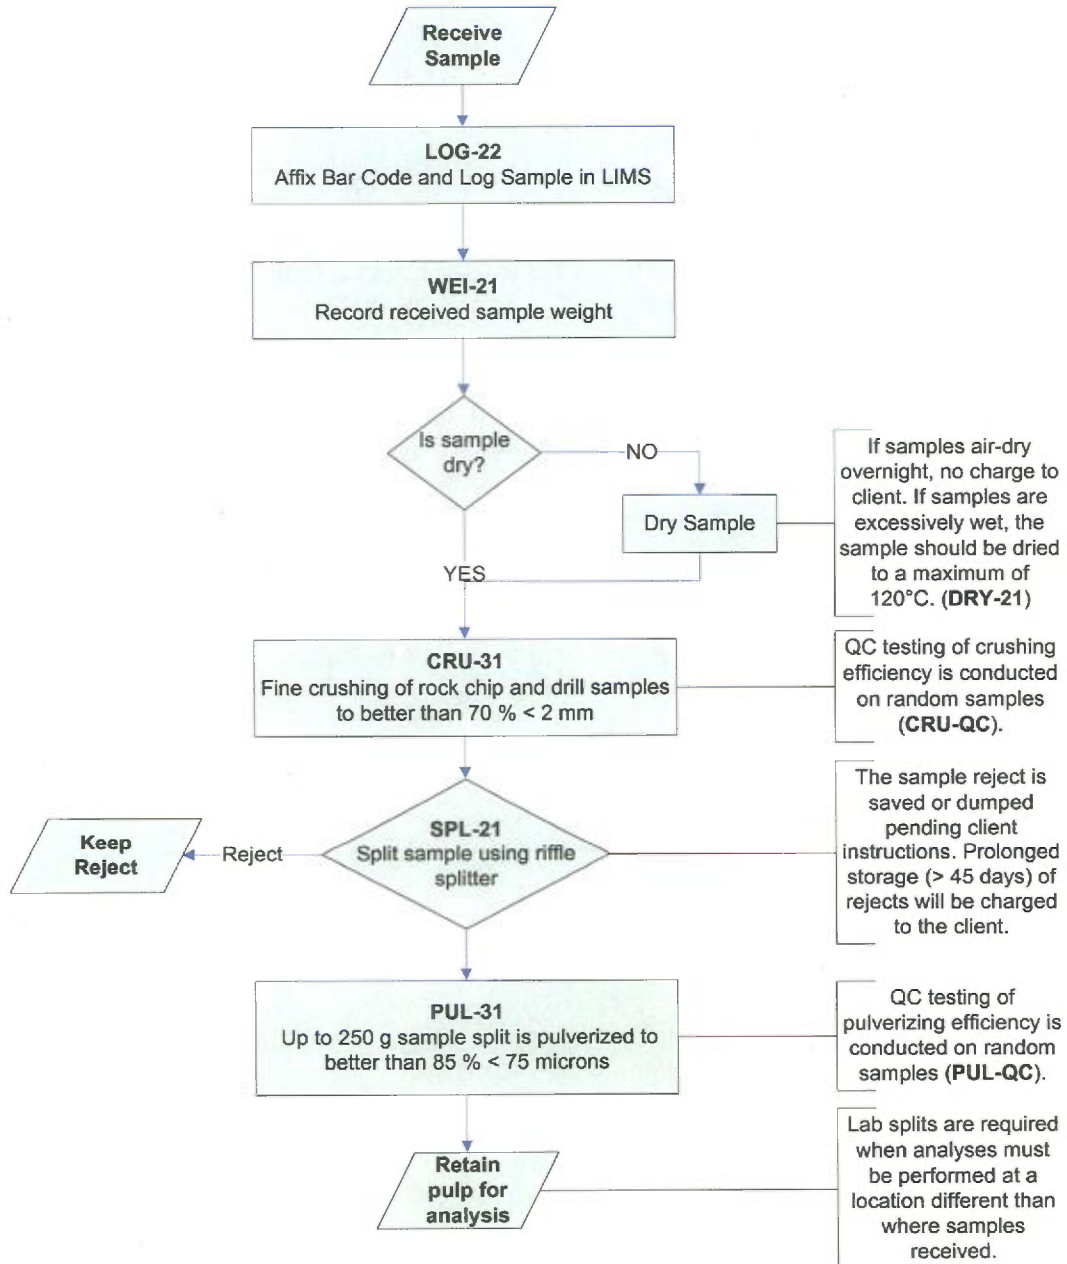 Receive
Sample
LOG-22
Affix Bar Code and Log Sample in LIMS
WEI-21
Record received sample weight
Is sample
dry?
NO
Dry Sample
If samples air-dry
overnight, no charge to
client. If samples are
excessively wet, the
sample should be dried
to a maximum of
120°C. (DRY-21)
YES
CRU-31
Fine crushing of rock chip and drill samples
to better than 70 % < 2 mm
QC testing of crushing
efficiency is conducted
on random samples
(CRU-QC).
SPL-21
Split sample using riffle
splitter
Reject
Keep
Reject
The sample reject is
saved or dumped
pending client
instructions. Prolonged
storage (> 45 days) of
rejects will be charged
to the client.
PUL-31
Up to 250 g sample split is pulverized to
better than 85 % < 75 microns
QC testing of
pulverizing efficiency is
conducted on random
samples (PUL-QC).
Retain
pulp for
analysis
Lab splits are required
when analyses must
be performed at a
location different than
where samples
received.